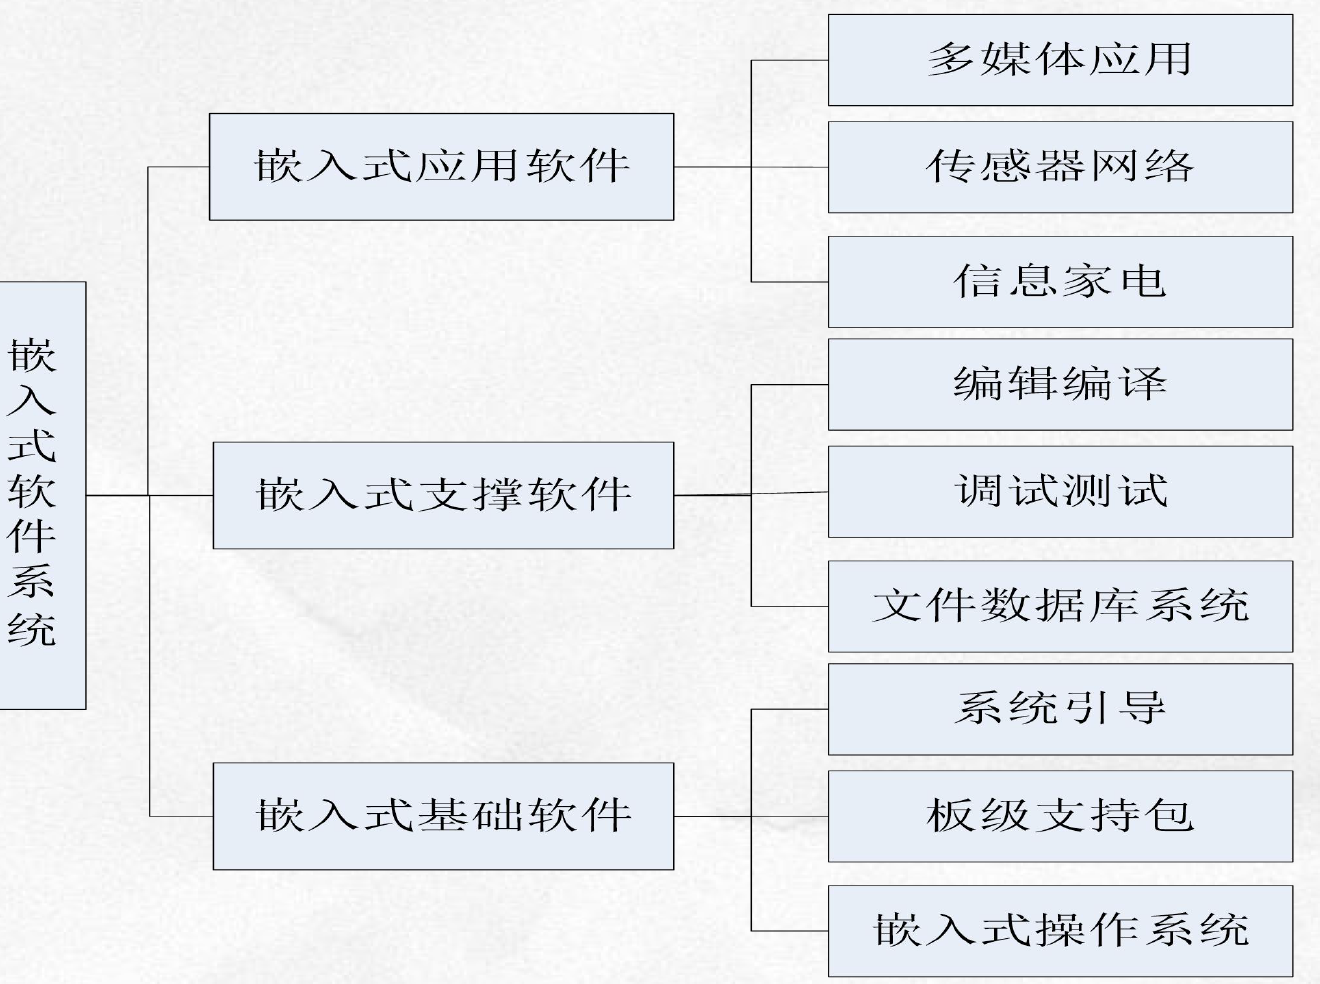 嵌入式软件系统
嵌入式应用软件
多媒体应用
传感器网络
信息家电
嵌入式支撑软件
编辑编译
调试测试
文件数据库系统
嵌入式基础软件
系统引导
板级支持包
嵌入式操作系统